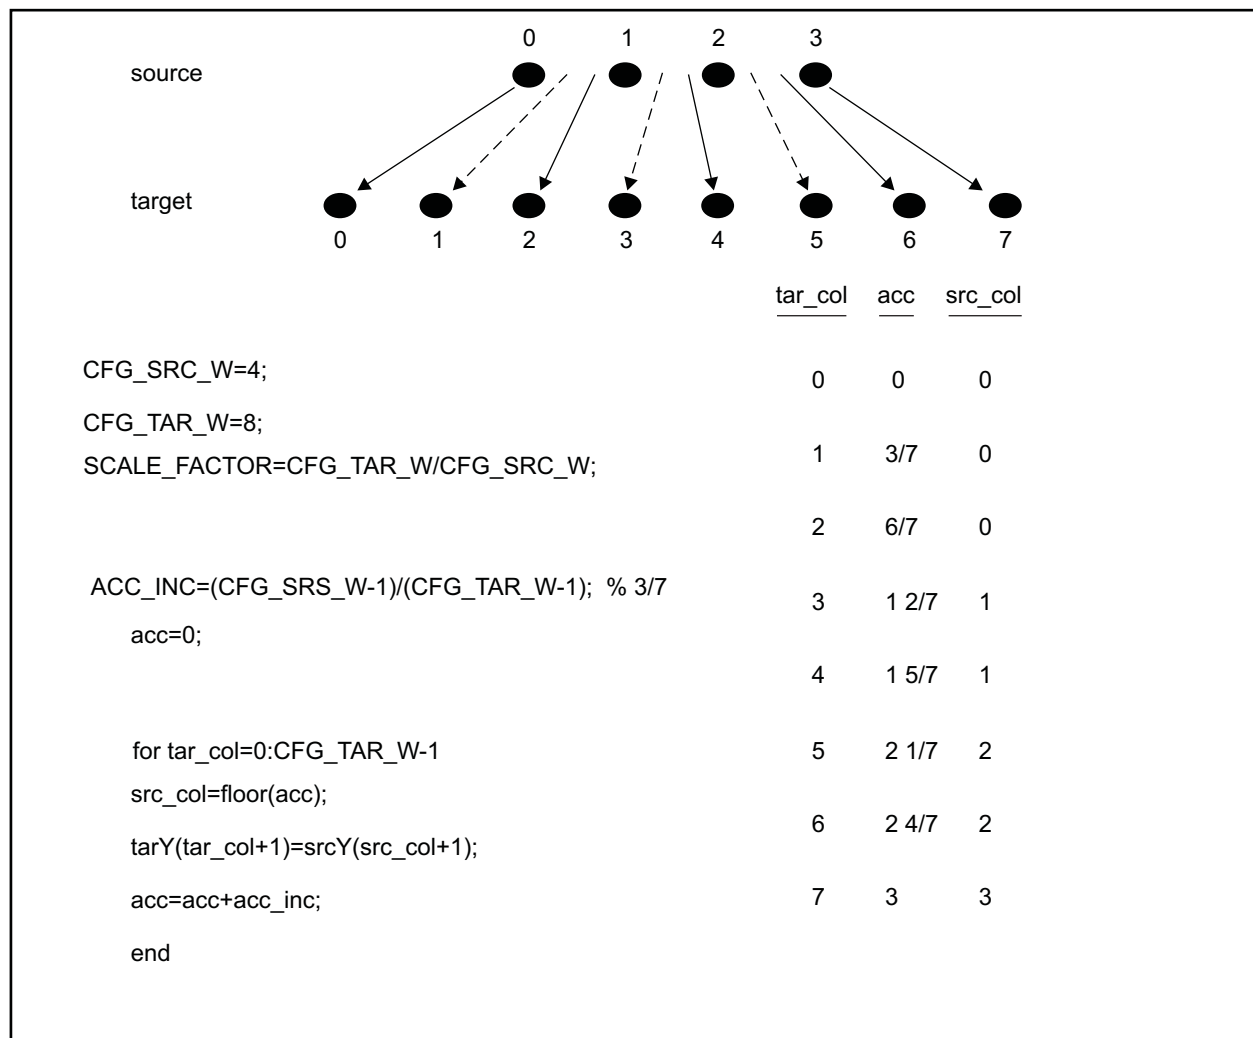 0 1 2 3
source
target
0 1 2 3 4 5 6 7
tar_col acc src_col
CFG_SRC_W=4;
0 0 0
CFG_TAR_W=8;
SCALE_FACTOR=CFG_TAR_W/CFG_SRC_W;
1 3/7 0
2 6/7 0
ACC_INC=(CFG_SRS_W-1)/(CFG_TAR_W-1); % 3/7
3 1 2/7 1
acc=0;
4 1 5/7 1
for tar_col=0:CFG_TAR_W-1
5 2 1/7 2
src_col=floor(acc);
6 2 4/7 2
tarY(tar_col+1)=srcY(src_col+1);
acc=acc+acc_inc;
7 3 3
end